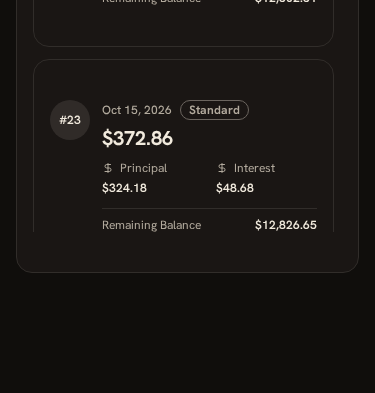 #23
Oct 15, 2026 Standard
$372.86
$ Principal $ Interest
$324.18 $48.68
Remaining Balance $12,826.65